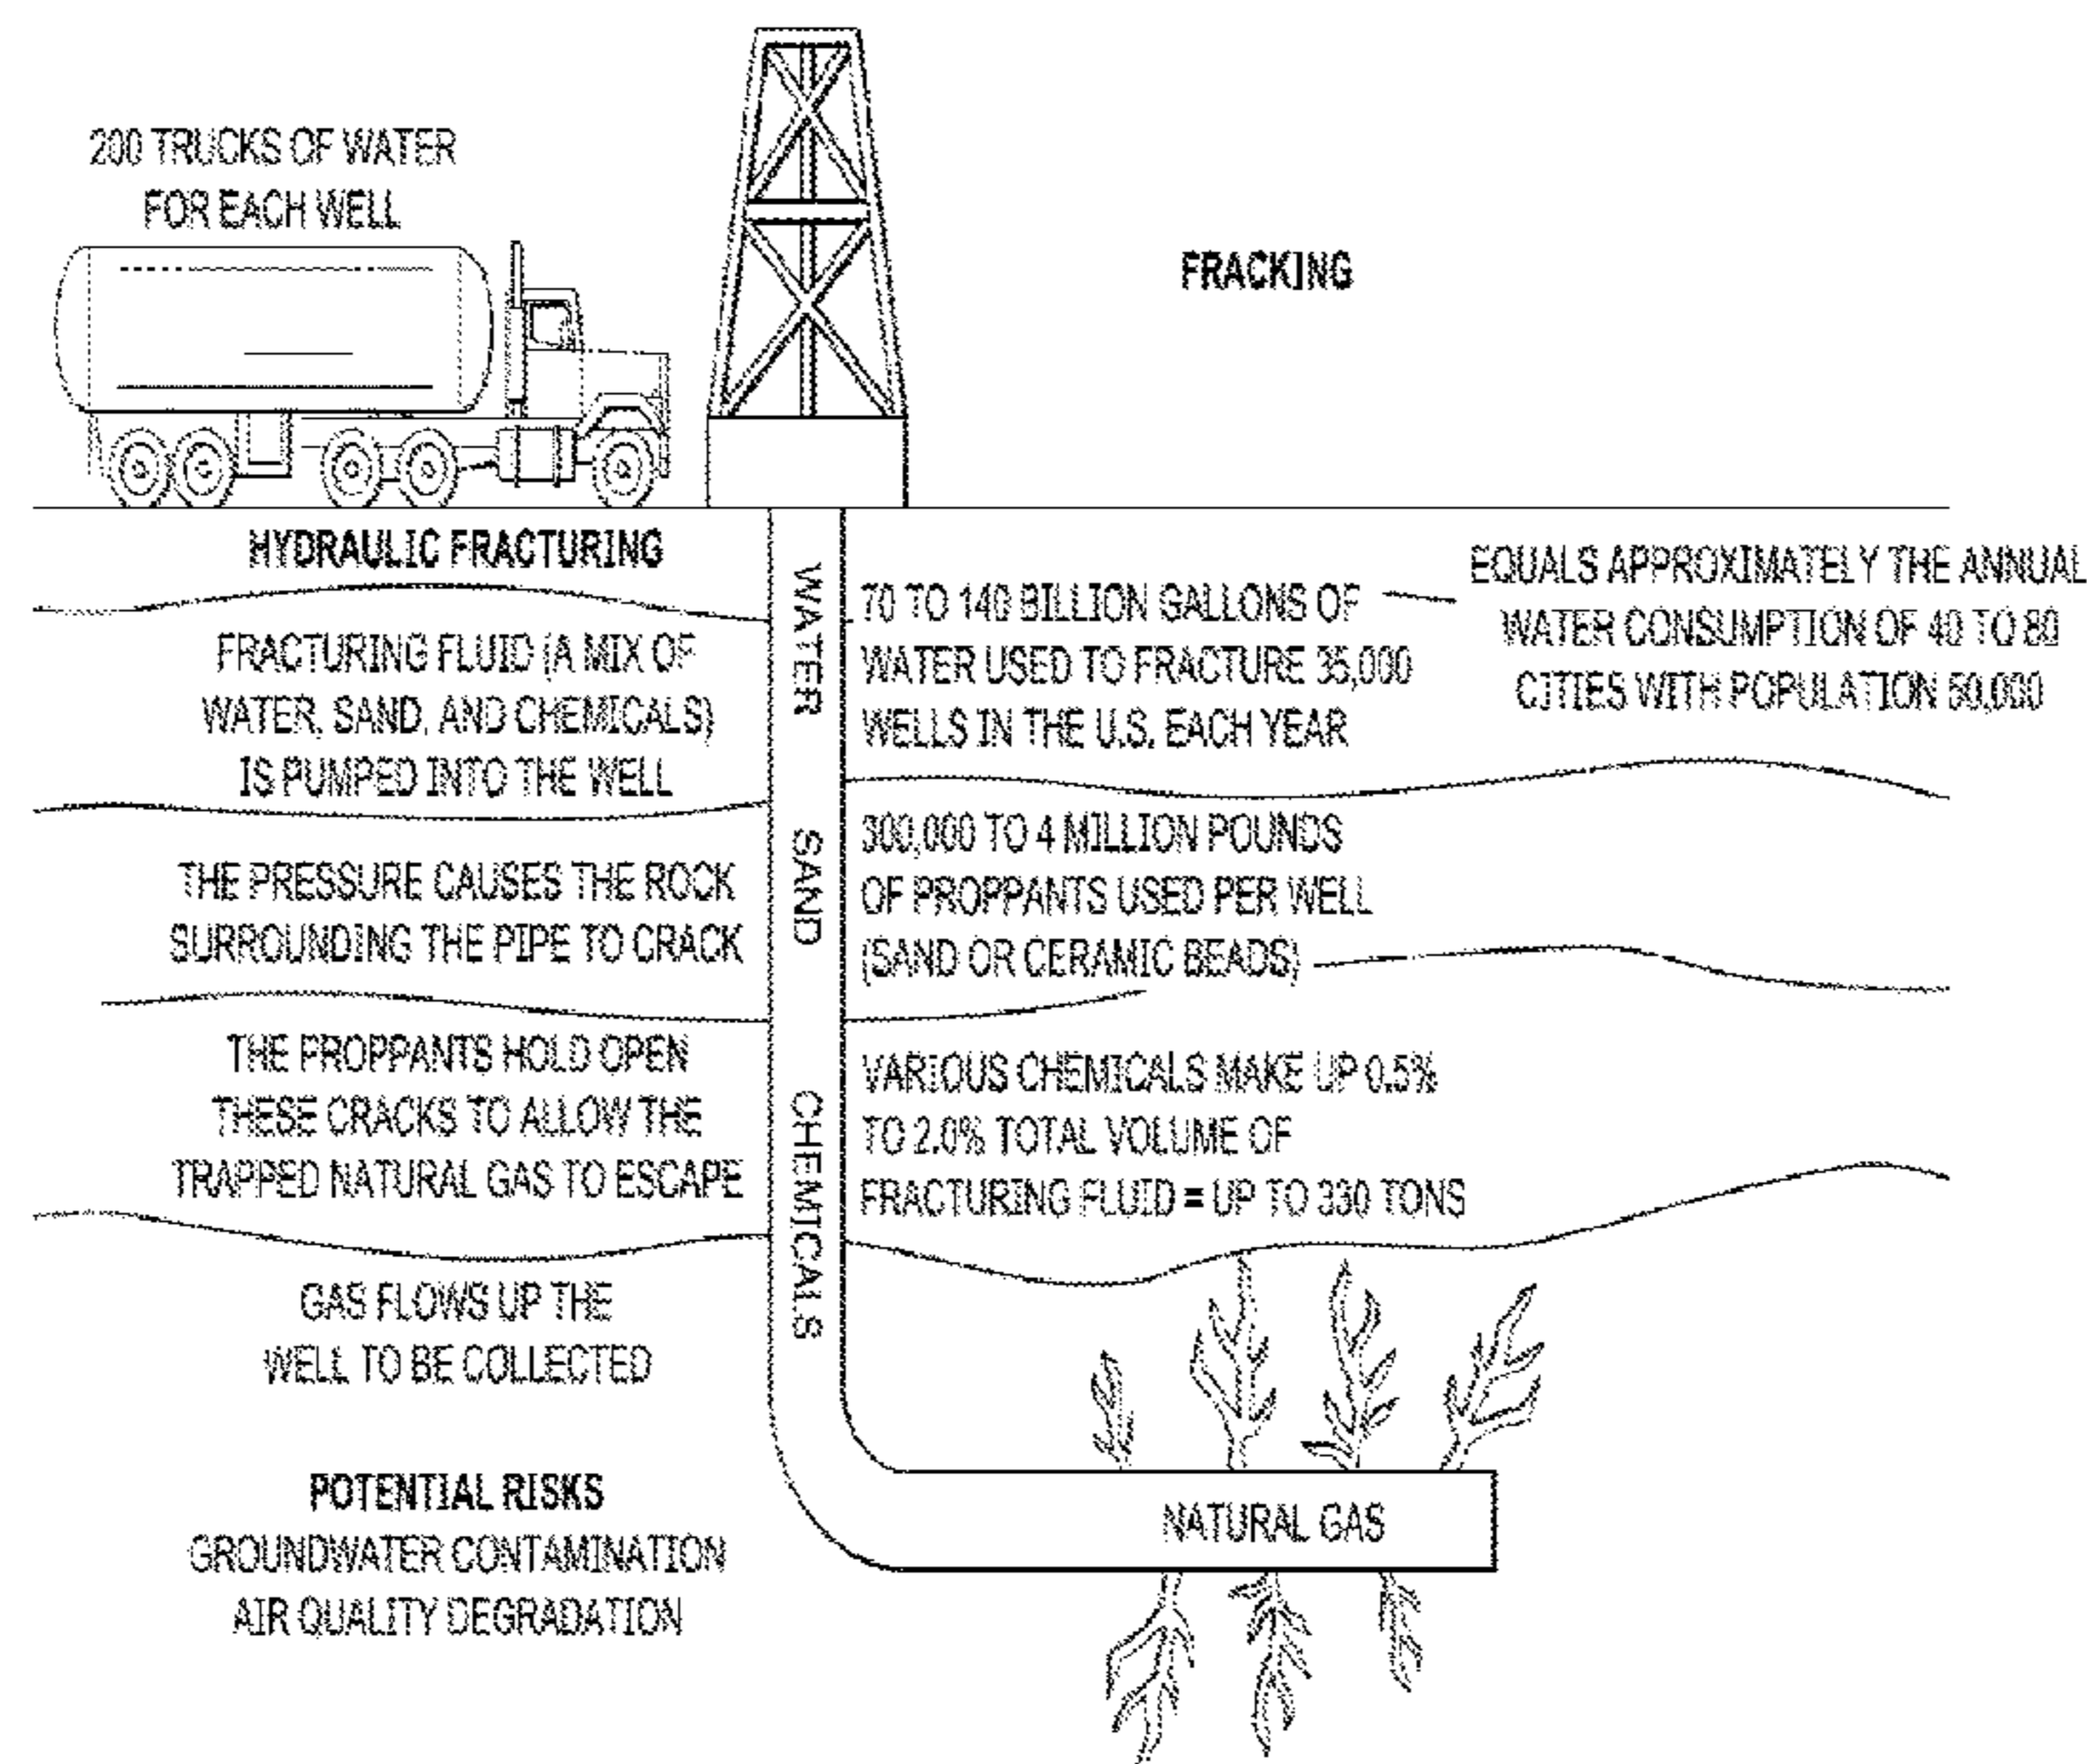 200 TRUCKS OF WATER
FOR EACH WELL
FRACKING
HYDRAULIC FRACTURING
FRACTURING FLUID (A MIX OF
WATER, SAND, AND CHEMICALS)
IS PUMPED INTO THE WELL
THE PRESSURE CAUSES THE ROCK
SURROUNDING THE PIPE TO CRACK
THE PROPPANTS HOLD OPEN
THESE CRACKS TO ALLOW THE
TRAPPED NATURAL GAS TO ESCAPE
GAS FLOWS UP THE
WELL TO BE COLLECTED
POTENTIAL RISKS
GROUNDWATER CONTAMINATION
AIR QUALITY DEGRADATION
WATER
SAND
CHEMICALS
70 TO 140 BILLION GALLONS OF
WATER USED TO FRACTURE 35,000
WELLS IN THE U.S. EACH YEAR
EQUALS APPROXIMATELY THE ANNUAL
WATER CONSUMPTION OF 40 TO 80
CITIES WITH POPULATION 50,000
300,000 TO 4 MILLION POUNDS
OF PROPPANTS USED PER WELL
(SAND OR CERAMIC BEADS)
VARIOUS CHEMICALS MAKE UP 0.5%
TO 2.0% TOTAL VOLUME OF
FRACTURING FLUID = UP TO 330 TONS
NATURAL GAS